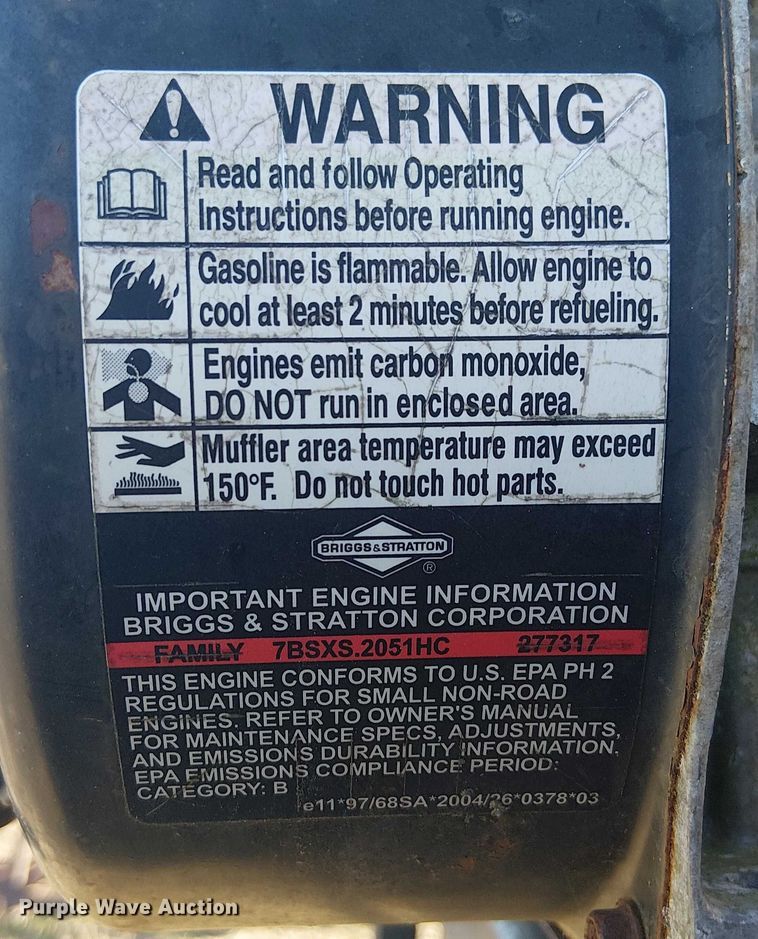 WARNING
Read and follow Operating
Instructions before running engine.
Gasoline is flammable. Allow engine to
cool at least 2 minutes before refueling.
Engines emit carbon monoxide,
DO NOT run in enclosed area.
Muffler area temperature may exceed
150°F. Do not touch hot parts.
BRIGGS&STRATTON
®
IMPORTANT ENGINE INFORMATION
BRIGGS & STRATTON CORPORATION
FAMILY 7BSXS.2051HC 277317
THIS ENGINE CONFORMS TO U.S. EPA PH 2
REGULATIONS FOR SMALL NON-ROAD
ENGINES. REFER TO OWNER'S MANUAL
FOR MAINTENANCE SPECS, ADJUSTMENTS,
AND EMISSIONS DURABILITY INFORMATION.
EPA EMISSIONS COMPLIANCE PERIOD:
CATEGORY: B
e11*97/68SA*2004/26*0378*03
Purple Wave Auction